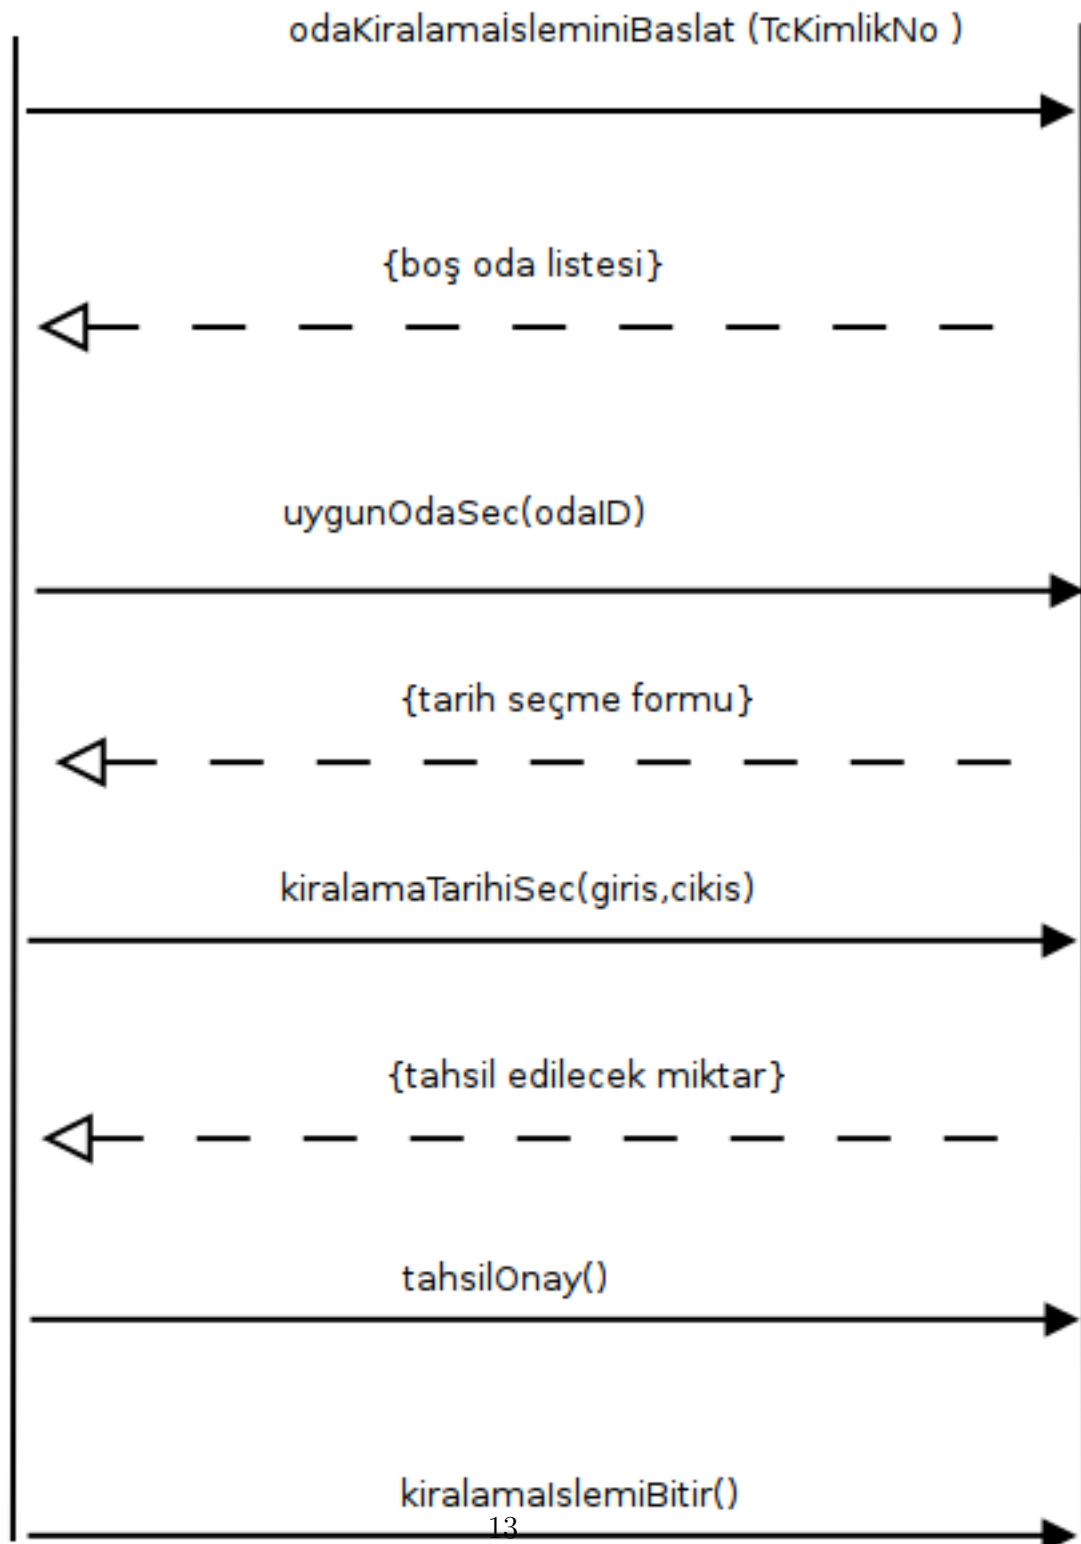 odaKiralamaİsleminiBaslat (TcKimlikNo )
{boş oda listesi}
uygunOdaSec(odaID)
{tarih seçme formu}
kiralamaTarihiSec(giris,cikis)
{tahsil edilecek miktar}
tahsilOnay()
kiralamaIslemiBitir()
13